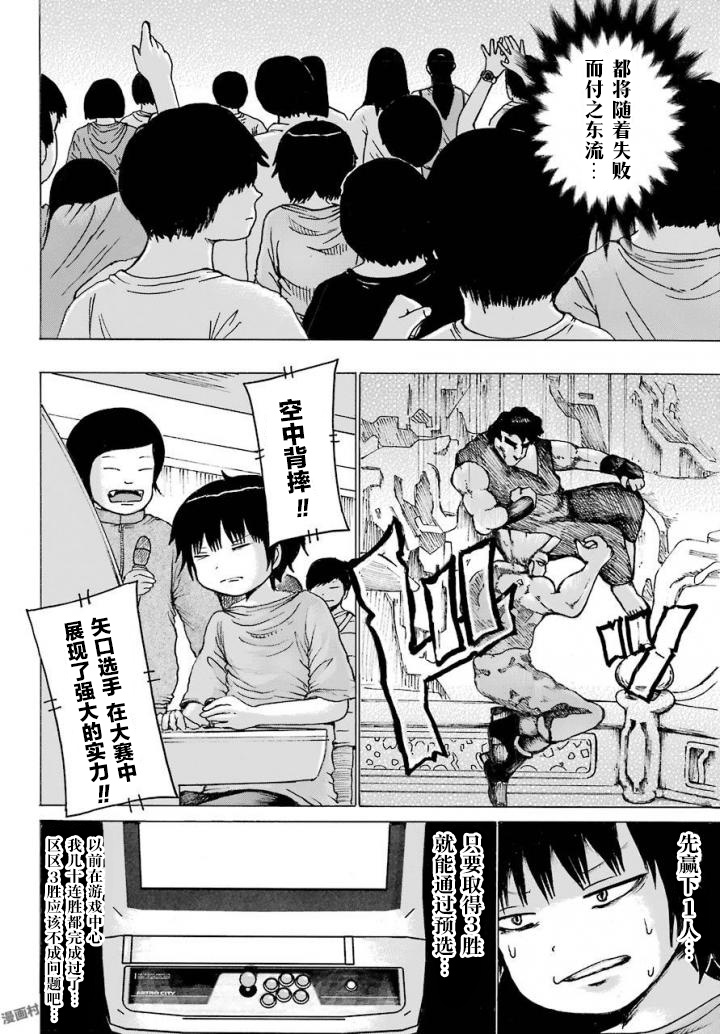 都将随着失败
而付之东流…
空中背摔!!
矢口选手 在大赛中
展现了强大的实力!!
先赢下1人…
只要取得3胜
就能通过预选…
以前在游戏中心
我几十连胜都完成过了…
区区3胜应该不成问题吧…
ASTRO CITY
漫画村